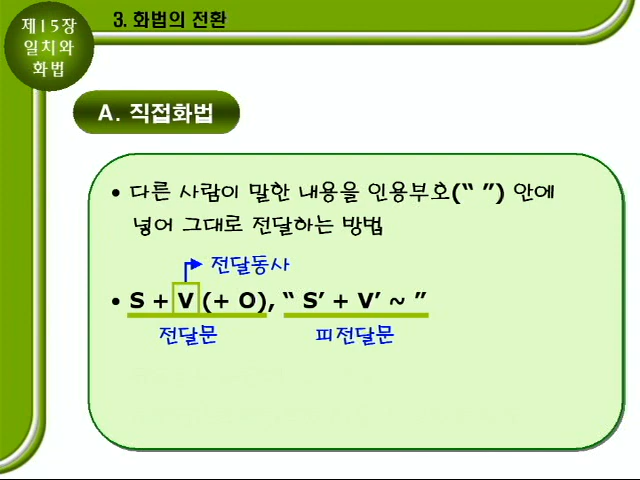 제15장
일치와
화법
3. 화법의 전환
A. 직접화법
• 다른 사람이 말한 내용을 인용부호(“ ”) 안에
넣어 그대로 전달하는 방법
전달동사
• S + V (+ O), “ S′ + V′ ~ ”
전달문 피전달문